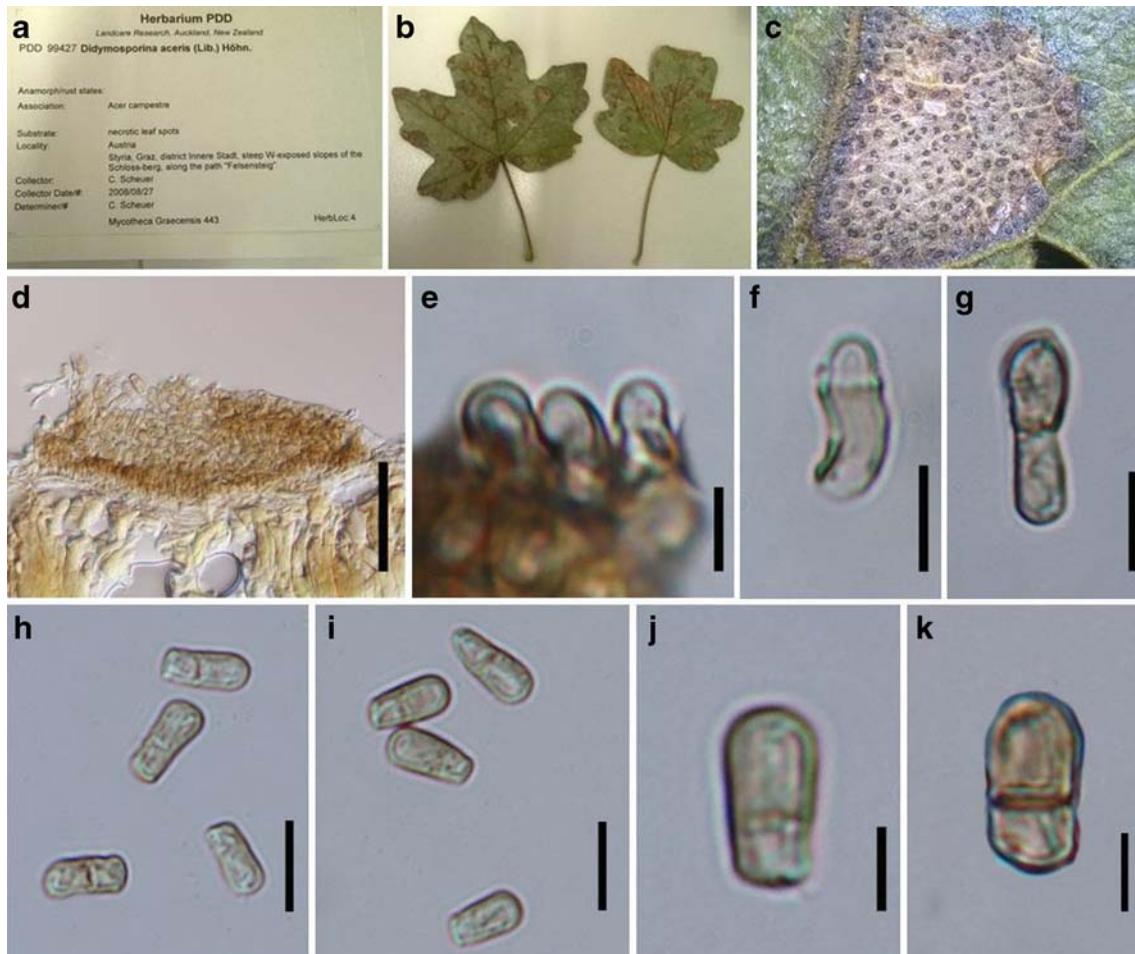 a
Herbarium PDD
Landcare Research, Auckland, New Zealand
PDD 99427 Didymosporina aceris (Lib.) Höhn.
Anamorph/rust states:
Association: Acer campestre
Substrate: necrotic leaf spots
Locality: Austria
Styria, Graz, district Innere Stadt, steep W-exposed slopes of the
Schloss-berg, along the path "Felsensteig"
Collector: C. Scheuer
Collector Date/#: 2008/08/27
Determiner/# C. Scheuer
Mycotheca Graecensis 443 HerbLoc:4
b
c
d
e
f
g
h
i
j
k